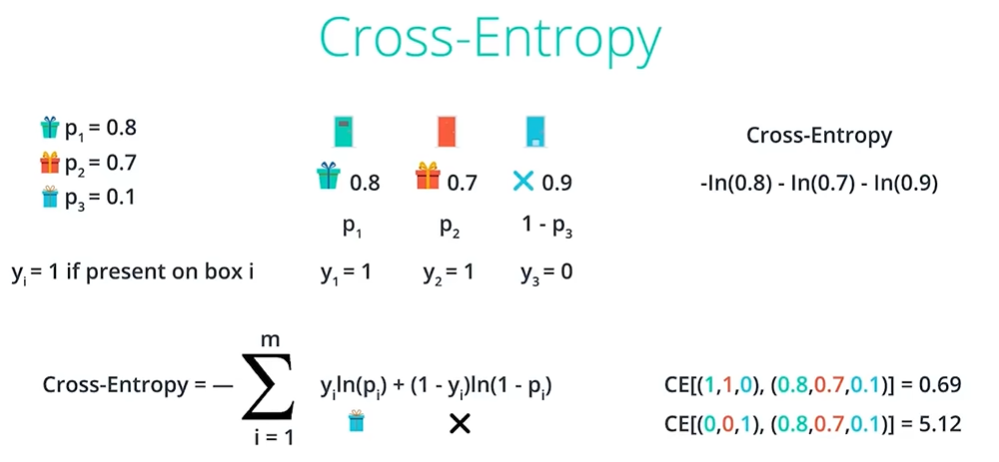 Cross-Entropy
p₁ = 0.8
p₂ = 0.7
p₃ = 0.1
0.8 0.7 0.9
p₁ p₂ 1 - p₃
Cross-Entropy
-ln(0.8) - ln(0.7) - ln(0.9)
yᵢ = 1 if present on box i
y₁ = 1 y₂ = 1 y₃ = 0
m
Cross-Entropy = — ∑ yᵢln(pᵢ) + (1 - yᵢ)ln(1 - pᵢ)
i = 1
CE[(1,1,0), (0.8,0.7,0.1)] = 0.69
CE[(0,0,1), (0.8,0.7,0.1)] = 5.12